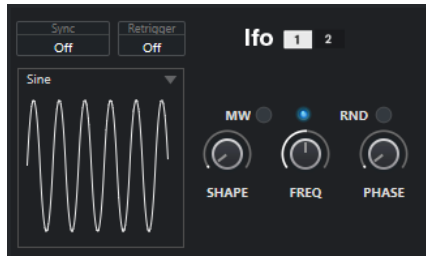 Sync
Retrigger
Off
Off
lfo 1 2
Sine
MW
RND
SHAPE
FREQ
PHASE